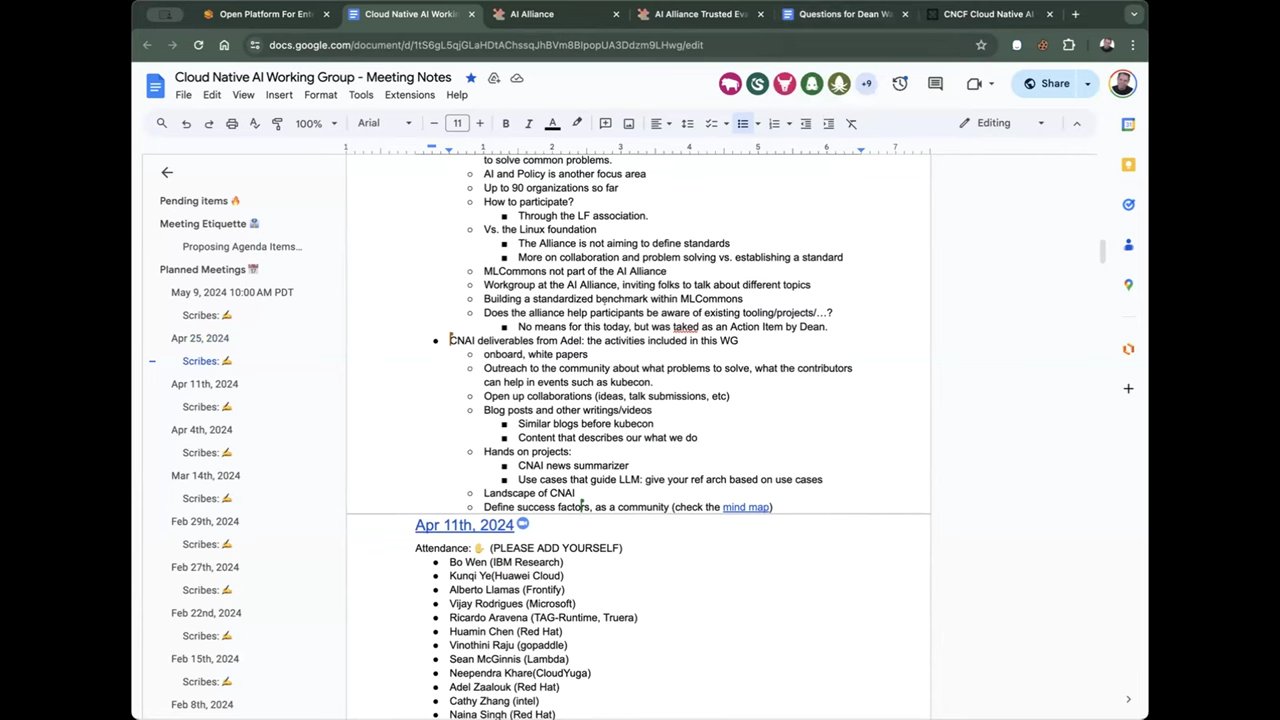 Open Platform For Ente
Cloud Native AI Workin
AI Alliance
AI Alliance Trusted Eva
Questions for Dean Wa
CNCF Cloud Native AI
docs.google.com/document/d/1tS6gL5qjGLaHDtAChssqJhBVm8BlpopUA3Ddzm9LHwg/edit
Cloud Native AI Working Group - Meeting Notes
+9
Share
File Edit View Insert Format Tools Extensions Help
100% Arial 11 B I A Editing
1 1 2 3 4 5 6 7
Pending items 🔥
Meeting Etiquette
Proposing Agenda Items...
Planned Meetings 📅
May 9, 2024 10:00 AM PDT
Scribes: ✍️
Apr 25, 2024
Scribes: ✍️
Apr 11th, 2024
Scribes: ✍️
Apr 4th, 2024
Scribes: ✍️
Mar 14th, 2024
Scribes: ✍️
Feb 29th, 2024
Scribes: ✍️
Feb 27th, 2024
Scribes: ✍️
Feb 22nd, 2024
Scribes: ✍️
Feb 15th, 2024
Scribes: ✍️
Feb 8th, 2024
to solve common problems.
○ AI and Policy is another focus area
○ Up to 90 organizations so far
○ How to participate?
■ Through the LF association.
○ Vs. the Linux foundation
■ The Alliance is not aiming to define standards
■ More on collaboration and problem solving vs. establishing a standard
○ MLCommons not part of the AI Alliance
○ Workgroup at the AI Alliance, inviting folks to talk about different topics
○ Building a standardized benchmark within MLCommons
○ Does the alliance help participants be aware of existing tooling/projects/…?
■ No means for this today, but was taked as an Action Item by Dean.
● CNAI deliverables from Adel: the activities included in this WG
○ onboard, white papers
○ Outreach to the community about what problems to solve, what the contributors
can help in events such as kubecon.
○ Open up collaborations (ideas, talk submissions, etc)
○ Blog posts and other writings/videos
■ Similar blogs before kubecon
■ Content that describes our what we do
○ Hands on projects:
■ CNAI news summarizer
■ Use cases that guide LLM: give your ref arch based on use cases
○ Landscape of CNAI
○ Define success factors, as a community (check the mind map)
Apr 11th, 2024
Attendance: ✋ (PLEASE ADD YOURSELF)
● Bo Wen (IBM Research)
● Kunqi Ye(Huawei Cloud)
● Alberto Llamas (Frontify)
● Vijay Rodrigues (Microsoft)
● Ricardo Aravena (TAG-Runtime, Truera)
● Huamin Chen (Red Hat)
● Vinothini Raju (gopaddle)
● Sean McGinnis (Lambda)
● Neependra Khare(CloudYuga)
● Adel Zaalouk (Red Hat)
● Cathy Zhang (intel)
● Naina Singh (Red Hat)